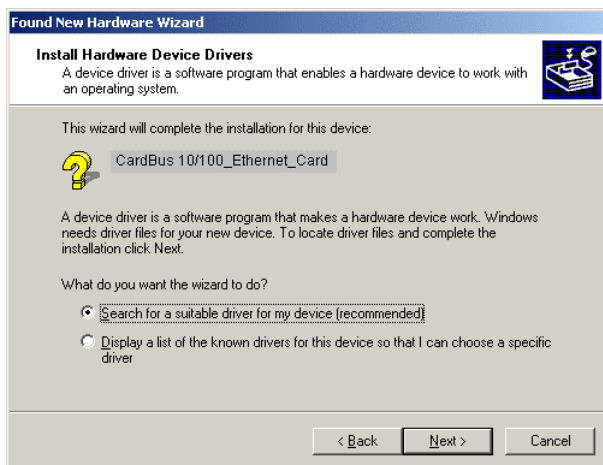 Found New Hardware Wizard
Install Hardware Device Drivers
A device driver is a software program that enables a hardware device to work with
an operating system.
This wizard will complete the installation for this device:
CardBus 10/100_Ethernet_Card
A device driver is a software program that makes a hardware device work. Windows
needs driver files for your new device. To locate driver files and complete the
installation click Next.
What do you want the wizard to do?
Search for a suitable driver for my device (recommended)
Display a list of the known drivers for this device so that I can choose a specific
driver
< Back Next > Cancel